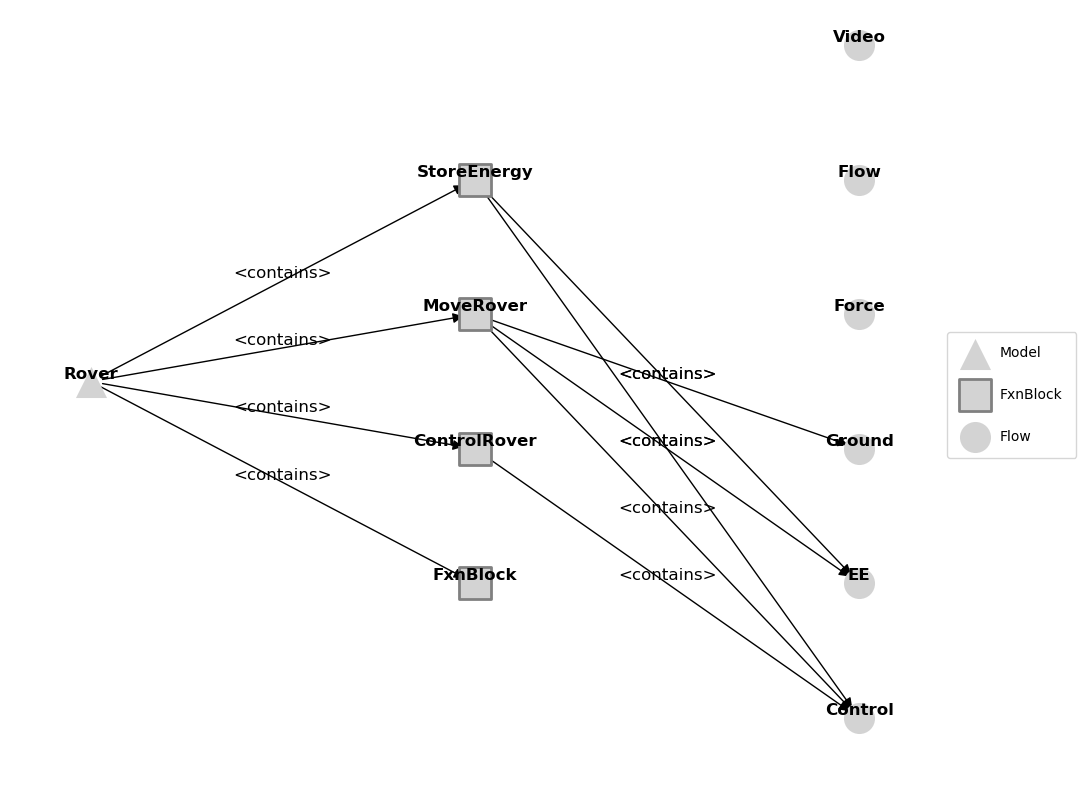 Video
StoreEnergy
Flow
<contains>
MoveRover
Force
<contains>
Rover
<contains>
Model
<contains>
FxnBlock
<contains>
ControlRover
<contains>
Ground
Flow
<contains>
<contains>
FxnBlock
<contains>
EE
Control